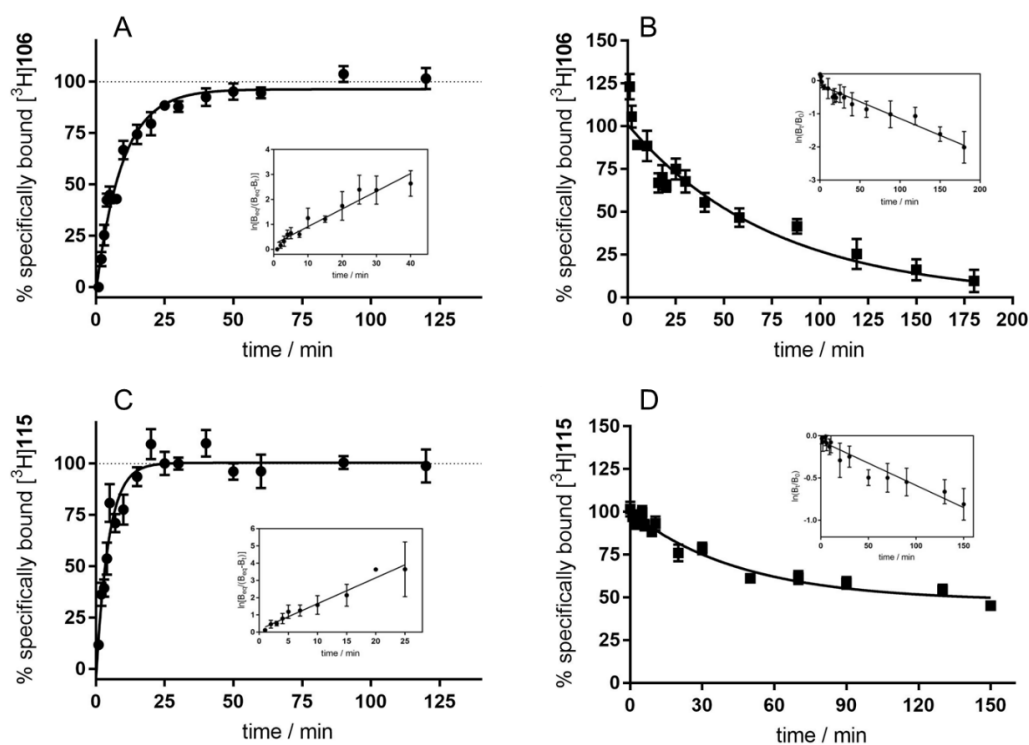 A
% specifically bound [³H]106
125
100
75
50
25
0
0 25 50 75 100 125
time / min
ln[Beq/(Beq-Bt)]
4
3
2
1
0
0 10 20 30 40
time / min
B
% specifically bound [³H]106
150
125
100
75
50
25
0
0 25 50 75 100 125 150 175 200
time / min
ln(Bt/B0)
0
-1
-2
-3
0 50 100 150 200
time / min
C
% specifically bound [³H]115
125
100
75
50
25
0
0 25 50 75 100 125
time / min
ln[Beq/(Beq-Bt)]
6
5
4
3
2
1
0
0 5 10 15 20 25
time / min
D
% specifically bound [³H]115
150
125
100
75
50
25
0
0 30 60 90 120 150
time / min
ln(Bt/B0)
0.0
-0.5
-1.0
0 50 100 150
time / min